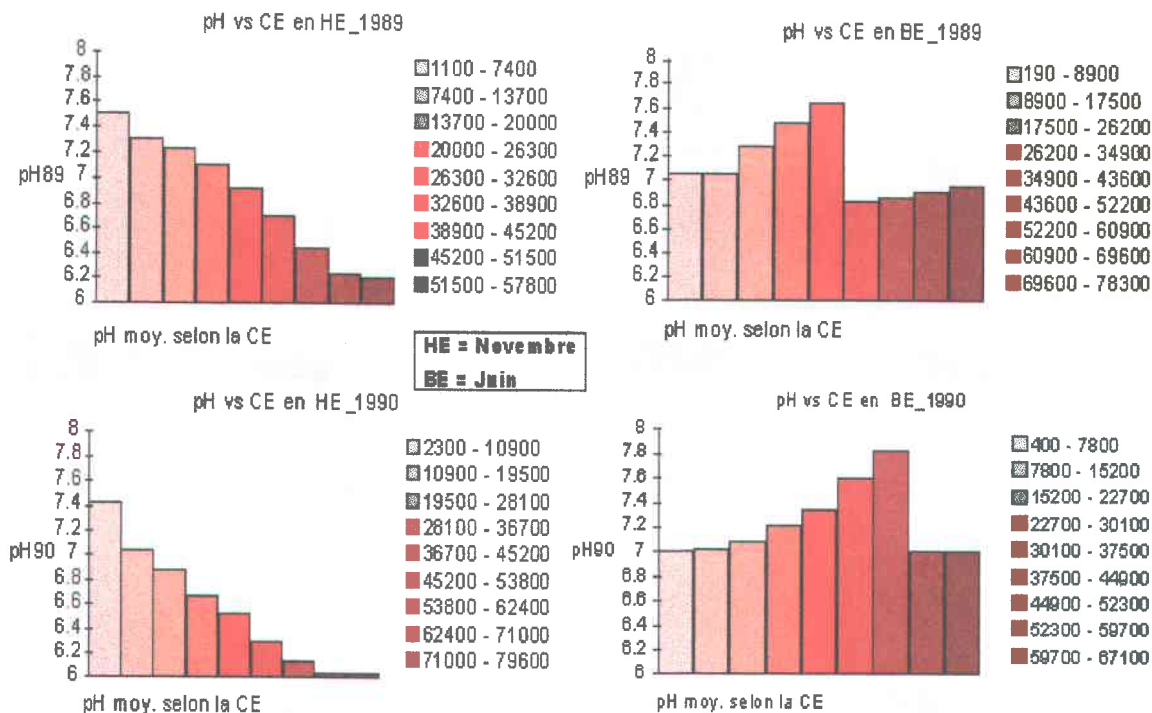 pH vs CE en HE_1989
8
7.8
7.6
7.4
7.2
7
6.8
6.6
6.4
6.2
6
pH89
1100 - 7400
7400 - 13700
13700 - 20000
20000 - 26300
26300 - 32600
32600 - 38900
38900 - 45200
45200 - 51500
51500 - 57800
pH moy. selon la CE
pH vs CE en BE_1989
8
7.8
7.6
7.4
7.2
7
6.8
6.6
6.4
6.2
6
pH89
190 - 8900
8900 - 17500
17500 - 26200
26200 - 34900
34900 - 43600
43600 - 52200
52200 - 60900
60900 - 69600
69600 - 78300
pH moy. selon la CE
HE = Novembre
BE = Juin
pH vs CE en HE_1990
8
7.8
7.6
7.4
7.2
7
6.8
6.6
6.4
6.2
6
pH90
2300 - 10900
10900 - 19500
19500 - 28100
28100 - 36700
36700 - 45200
45200 - 53800
53800 - 62400
62400 - 71000
71000 - 79600
pH moy. selon la CE
pH vs CE en BE_1990
8
7.8
7.6
7.4
7.2
7
6.8
6.6
6.4
6.2
6
pH90
400 - 7800
7800 - 15200
15200 - 22700
22700 - 30100
30100 - 37500
37500 - 44900
44900 - 52300
52300 - 59700
59700 - 67100
pH moy. selon la CE